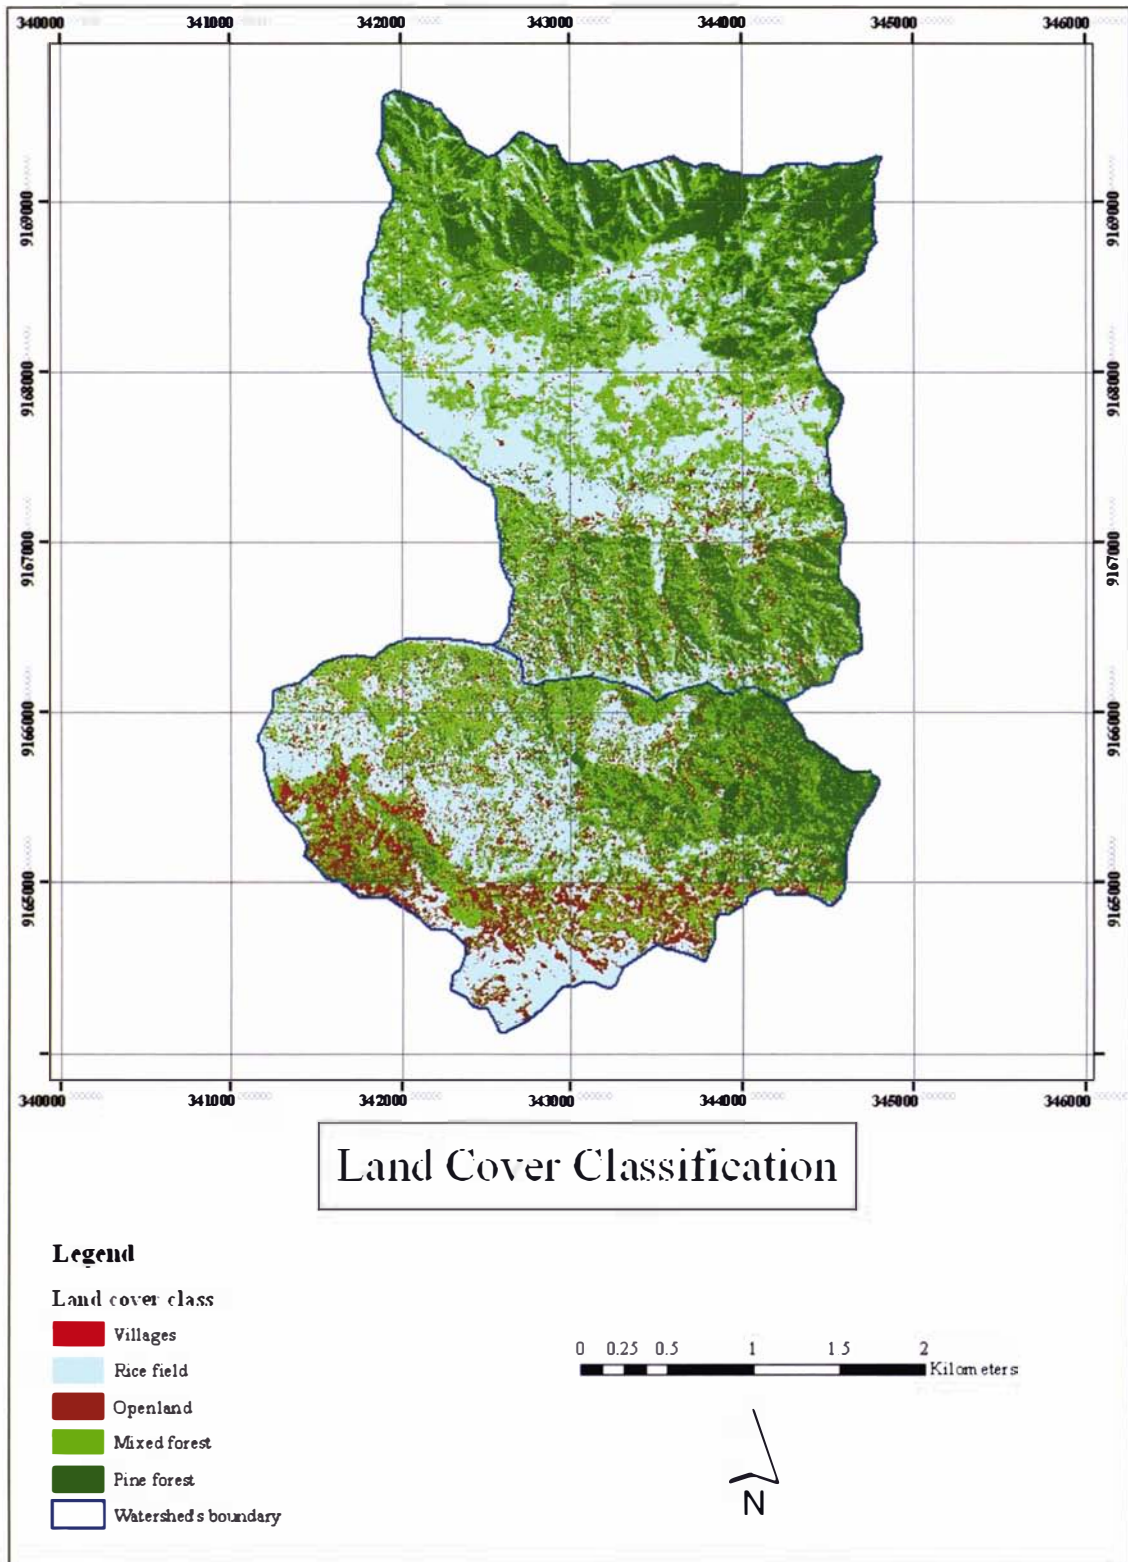 340000 341000 342000 343000 344000 345000 346000
9169000 9169000
9168000 9168000
9167000 9167000
9166000 9166000
9165000 9165000
340000 341000 342000 343000 344000 345000 346000
Land Cover Classification
Legend
Land cover class
Villages
Rice field
Openland
Mixed forest
Pine forest
Watershed's boundary
0 0.25 0.5 1 1.5 2
Kilometers
N